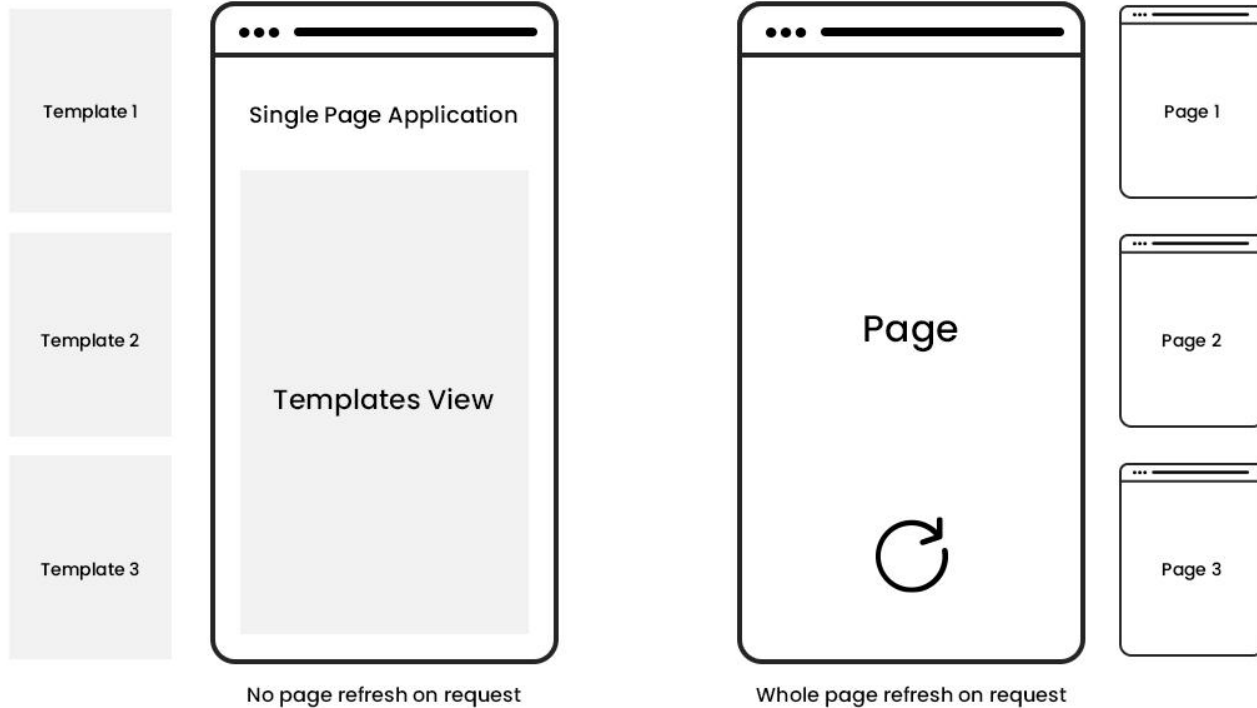 Template 1
Template 2
Template 3
Single Page Application
Templates View
No page refresh on request
Page
Whole page refresh on request
Page 1
Page 2
Page 3